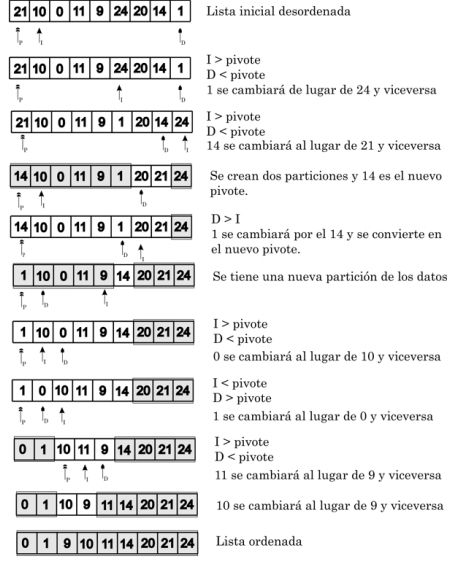 21 10 0 11 9 24 20 14 1 Lista inicial desordenada
P I D
21 10 0 11 9 24 20 14 1 I > pivote
D < pivote
P I D 1 se cambiará de lugar de 24 y viceversa
21 10 0 11 9 1 20 14 24 I > pivote
D < pivote
P D I 14 se cambiará al lugar de 21 y viceversa
14 10 0 11 9 1 20 21 24 Se crean dos particiones y 14 es el nuevo
P I D pivote.
14 10 0 11 9 1 20 21 24 D > I
1 se cambiará por el 14 y se convierte en
P D I el nuevo pivote.
1 10 0 11 9 14 20 21 24 Se tiene una nueva partición de los datos
P D I
1 10 0 11 9 14 20 21 24 I > pivote
D < pivote
P I D 0 se cambiará al lugar de 10 y viceversa
1 0 10 11 9 14 20 21 24 I < pivote
D > pivote
P D I 1 se cambiará al lugar de 0 y viceversa
0 1 10 11 9 14 20 21 24 I > pivote
D < pivote
P I D 11 se cambiará al lugar de 9 y viceversa
0 1 10 9 11 14 20 21 24 10 se cambiará al lugar de 9 y viceversa
0 1 9 10 11 14 20 21 24 Lista ordenada